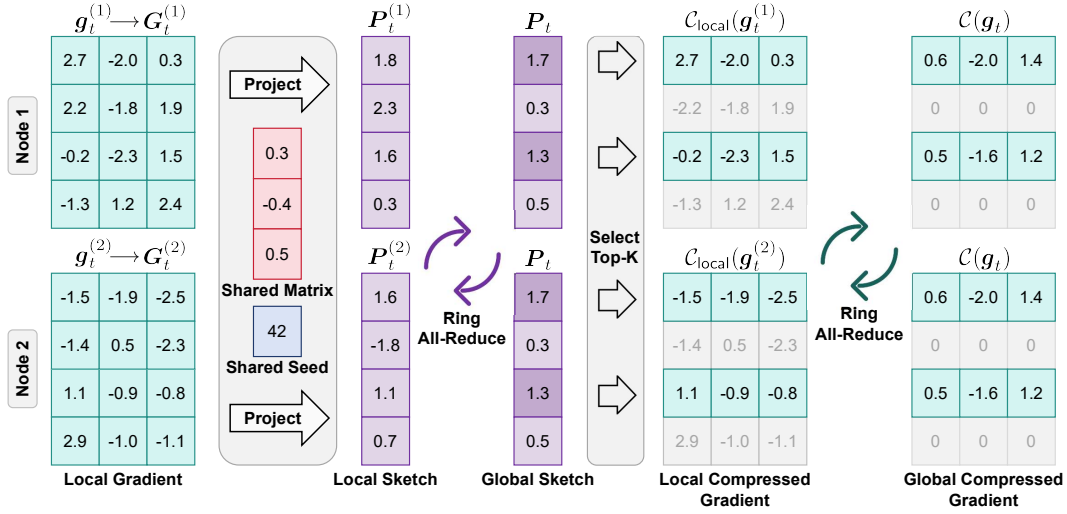 g_t^{(1)} → G_t^{(1)}
P_t^{(1)}
P_t
C_local(g_t^{(1)})
C(g_t)
Node 1
2.7 -2.0 0.3
2.2 -1.8 1.9
-0.2 -2.3 1.5
-1.3 1.2 2.4
Project
0.3
-0.4
0.5
Shared Matrix
42
Shared Seed
Project
1.8
2.3
1.6
0.3
1.7
0.3
1.3
0.5
Select
Top-K
2.7 -2.0 0.3
-2.2 -1.8 1.9
-0.2 -2.3 1.5
-1.3 1.2 2.4
0.6 -2.0 1.4
0 0 0
0.5 -1.6 1.2
0 0 0
g_t^{(2)} → G_t^{(2)}
P_t^{(2)}
P_t
C_local(g_t^{(2)})
C(g_t)
Node 2
-1.5 -1.9 -2.5
-1.4 0.5 -2.3
1.1 -0.9 -0.8
2.9 -1.0 -1.1
1.6
-1.8
1.1
0.7
Ring
All-Reduce
1.7
0.3
1.3
0.5
-1.5 -1.9 -2.5
-1.4 0.5 -2.3
1.1 -0.9 -0.8
2.9 -1.0 -1.1
Ring
All-Reduce
0.6 -2.0 1.4
0 0 0
0.5 -1.6 1.2
0 0 0
Local Gradient
Local Sketch
Global Sketch
Local Compressed
Gradient
Global Compressed
Gradient